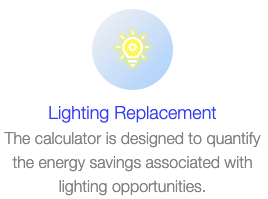 Lighting Replacement
The calculator is designed to quantify
the energy savings associated with
lighting opportunities.